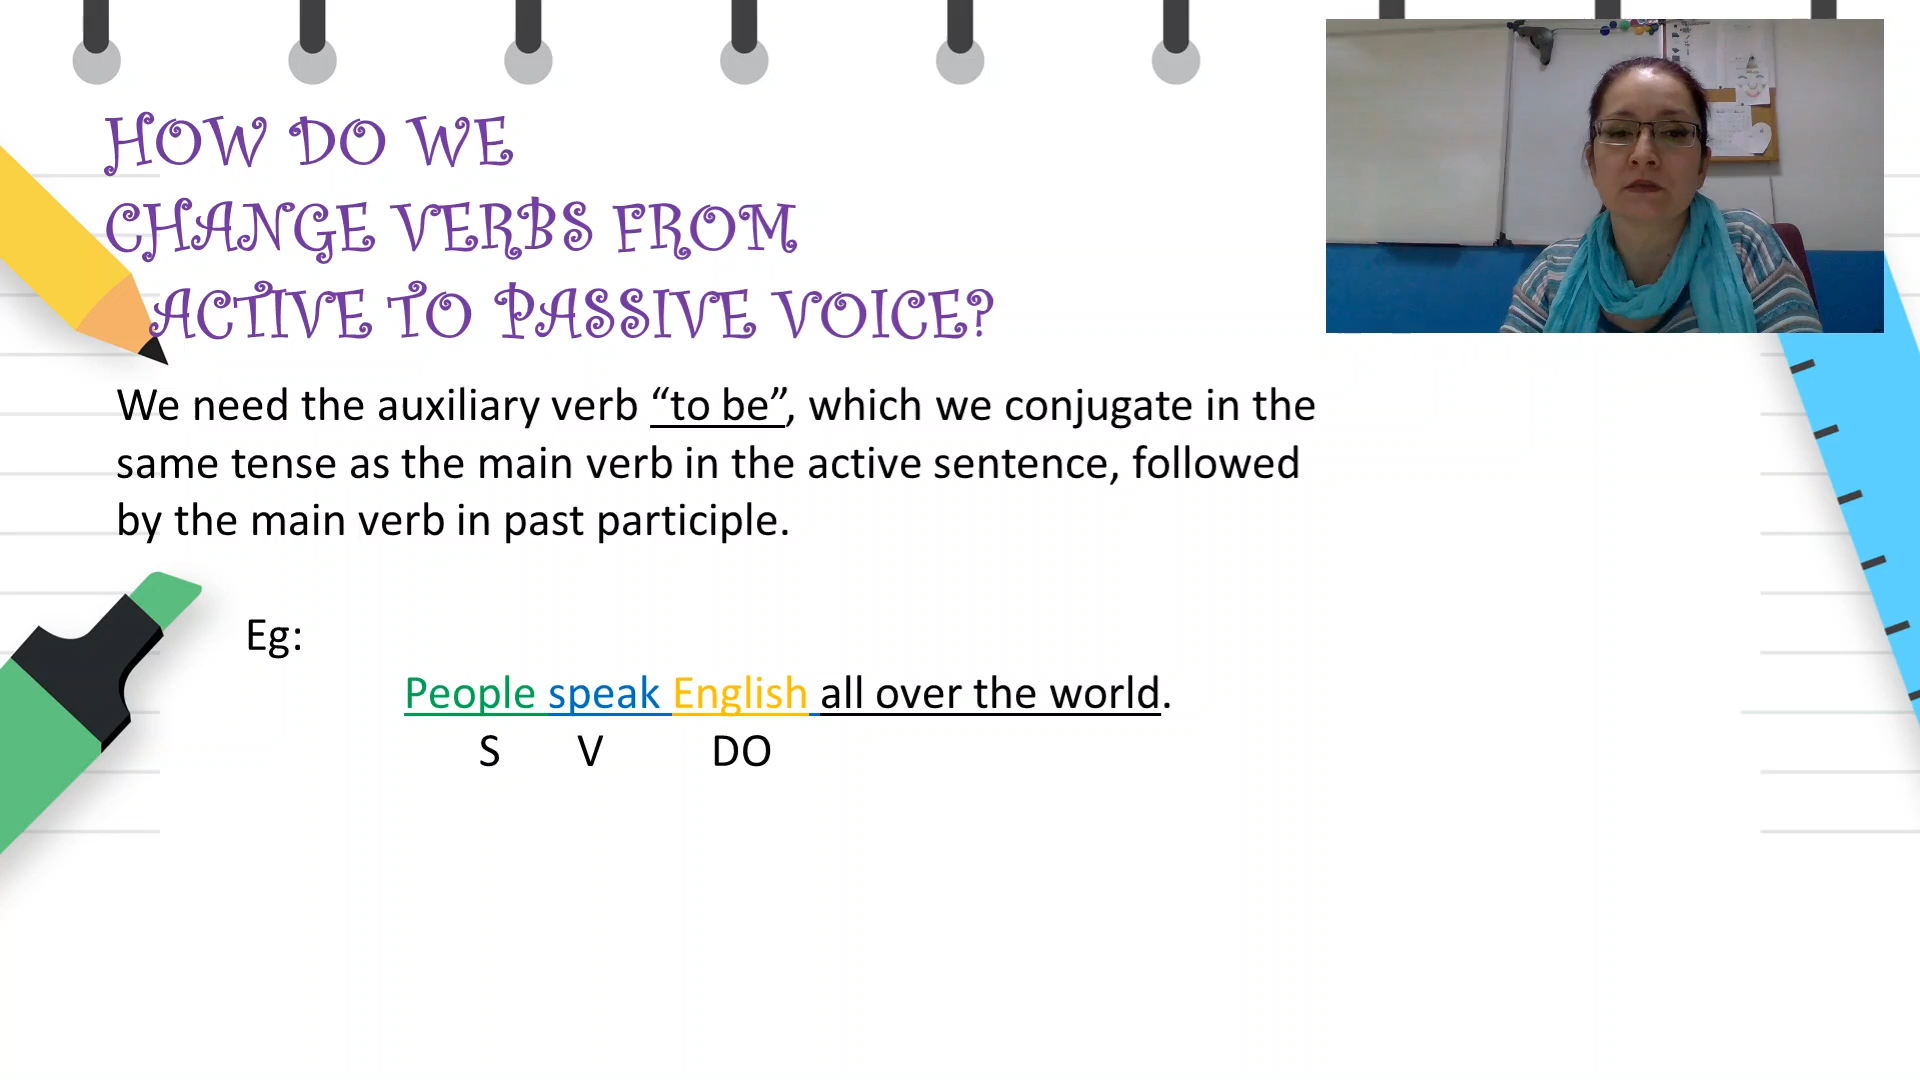 HOW DO WE
CHANGE VERBS FROM
ACTIVE TO PASSIVE VOICE?
We need the auxiliary verb “to be”, which we conjugate in the
same tense as the main verb in the active sentence, followed
by the main verb in past participle.
Eg:
People speak English all over the world.
S V DO